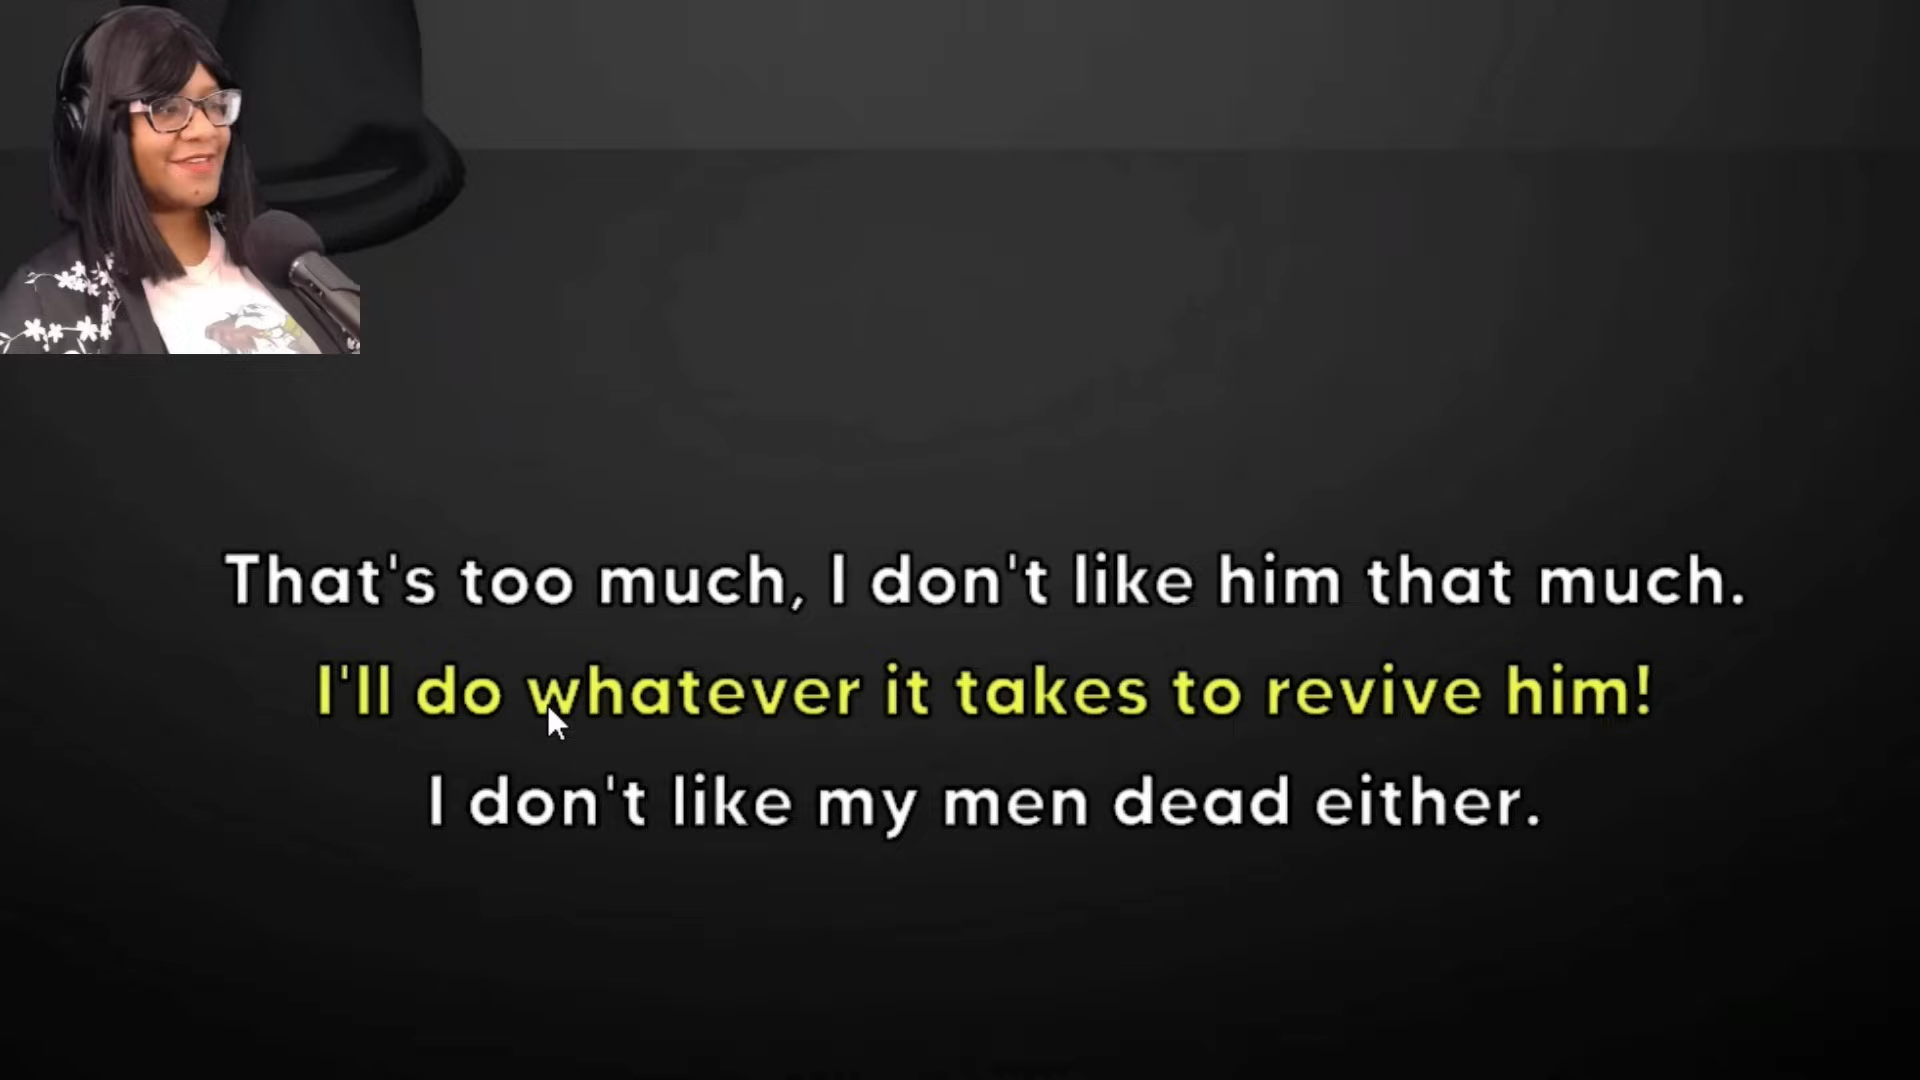 That's too much, I don't like him that much.
I'll do whatever it takes to revive him!
I don't like my men dead either.